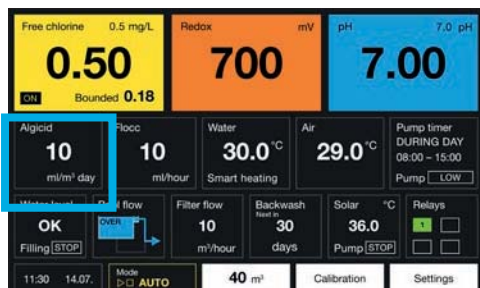 Free chlorine 0.5 mg/L
0.50
ON Bounded 0.18
Redox mV
700
pH 7.0 pH
7.00
Algicid
10
ml/m³ day
Flocc
10
ml/hour
Water
30.0 °C
Smart heating
Air
29.0 °C
Pump timer
DURING DAY
08:00 – 15:00
Pump LOW
Water level
OK
Filling STOP
flow
OVER
Filter flow
10
m³/hour
Backwash
Next in
30
days
Solar °C
36.0
Pump STOP
Relays
1
11:30 14.07.
Mode
AUTO
40 m³
Calibration
Settings